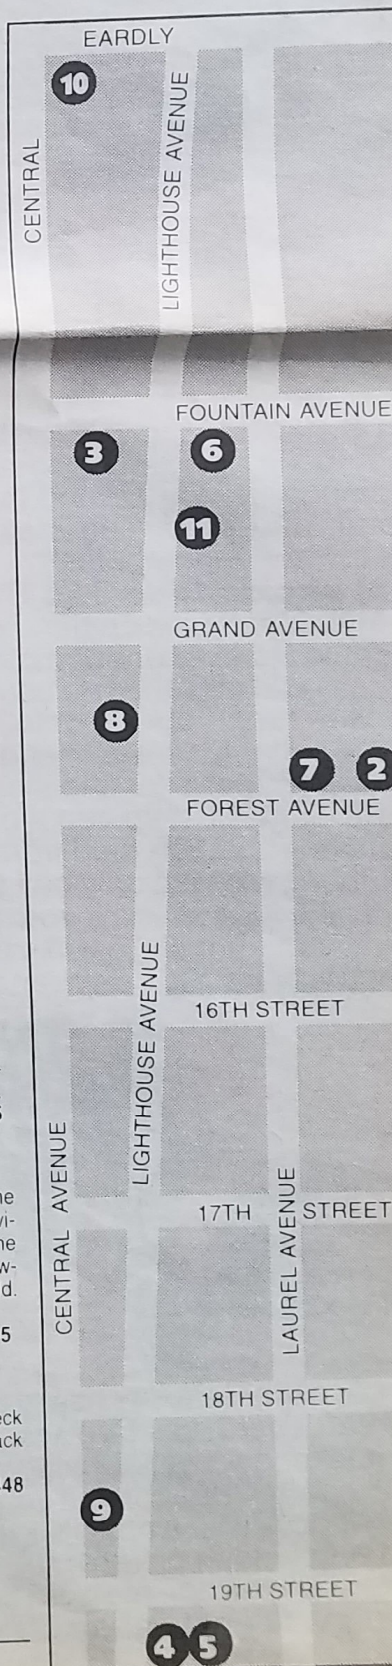 EARDLY
10
CENTRAL
LIGHTHOUSE AVENUE
FOUNTAIN AVENUE
3
6
11
GRAND AVENUE
8
7
2
FOREST AVENUE
LIGHTHOUSE AVENUE
16TH STREET
CENTRAL AVENUE
17TH STREET
LAUREL AVENUE
d.
5
18TH STREET
48
9
19TH STREET
4
5